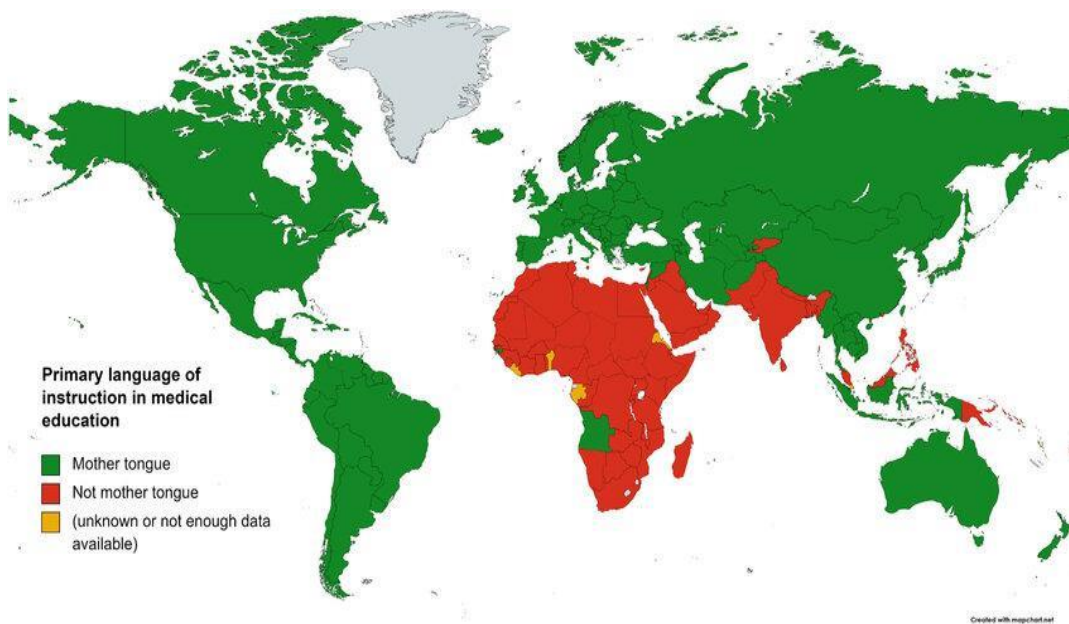 Primary language of
instruction in medical
education
Mother tongue
Not mother tongue
(unknown or not enough data
available)
Created with mapchart.net